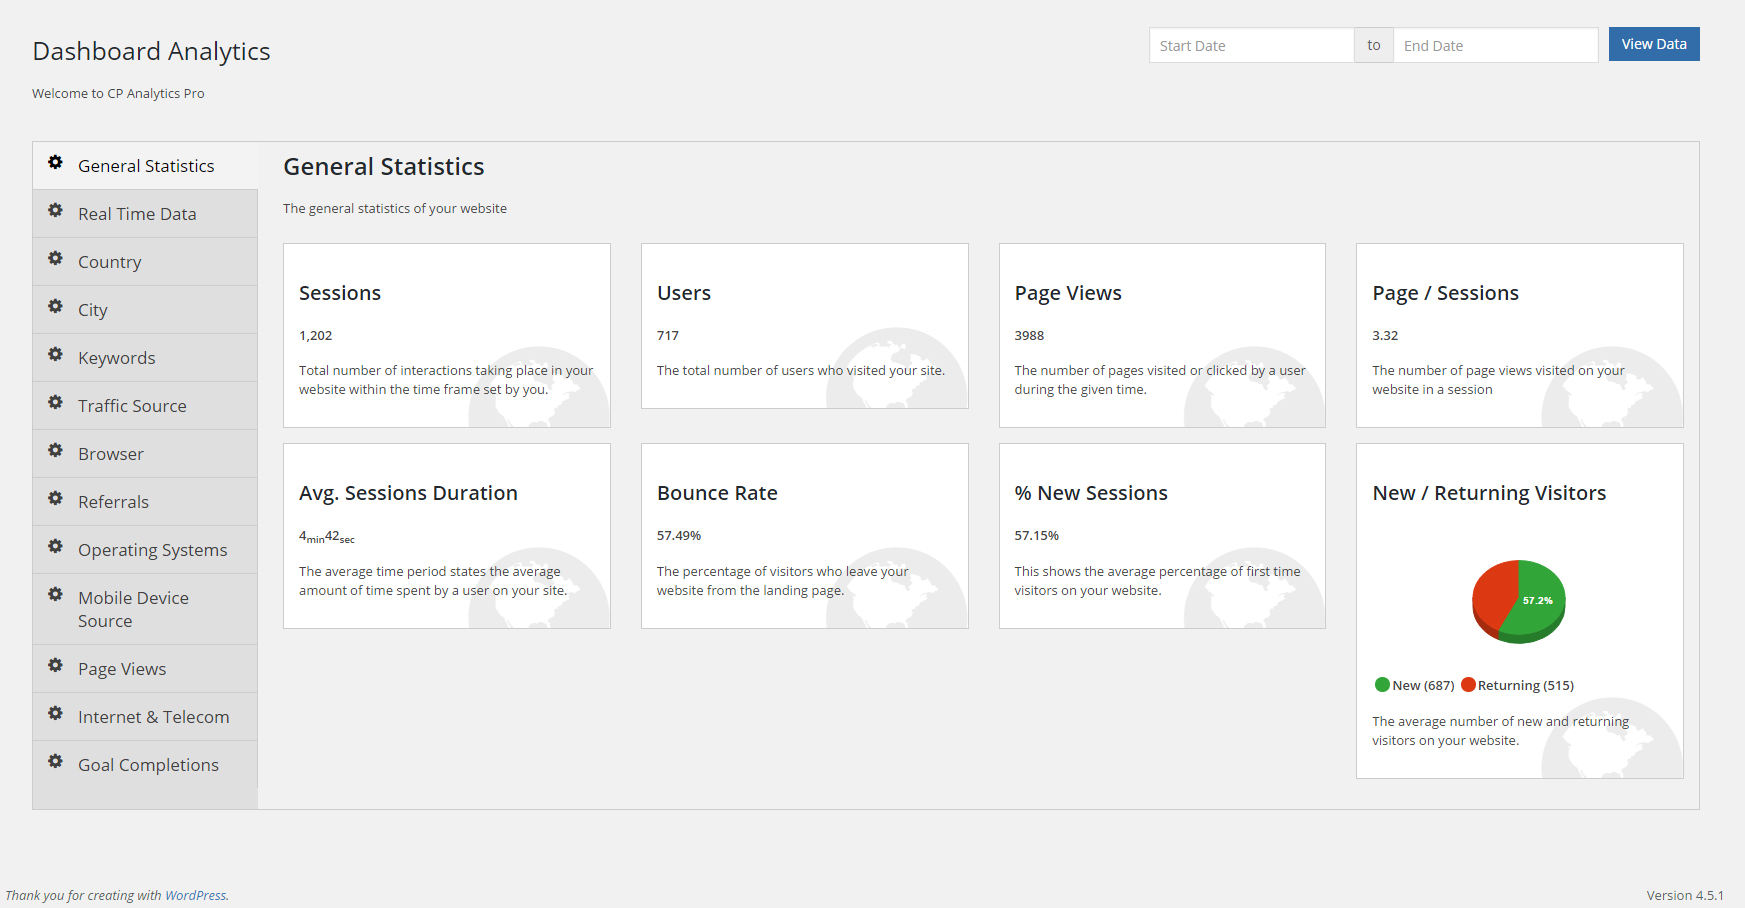 Dashboard Analytics
Start Date
to
End Date
View Data
Welcome to CP Analytics Pro
General Statistics
Real Time Data
Country
City
Keywords
Traffic Source
Browser
Referrals
Operating Systems
Mobile Device
Source
Page Views
Internet & Telecom
Goal Completions
General Statistics
The general statistics of your website
Sessions
1,202
Total number of interactions taking place in your
website within the time frame set by you.
Users
717
The total number of users who visited your site.
Page Views
3988
The number of pages visited or clicked by a user
during the given time.
Page / Sessions
3.32
The number of page views visited on your
website in a session
Avg. Sessions Duration
4min42sec
The average time period states the average
amount of time spent by a user on your site.
Bounce Rate
57.49%
The percentage of visitors who leave your
website from the landing page.
% New Sessions
57.15%
This shows the average percentage of first time
visitors on your website.
New / Returning Visitors
57.2%
New (687) Returning (515)
The average number of new and returning
visitors on your website.
Thank you for creating with WordPress.
Version 4.5.1